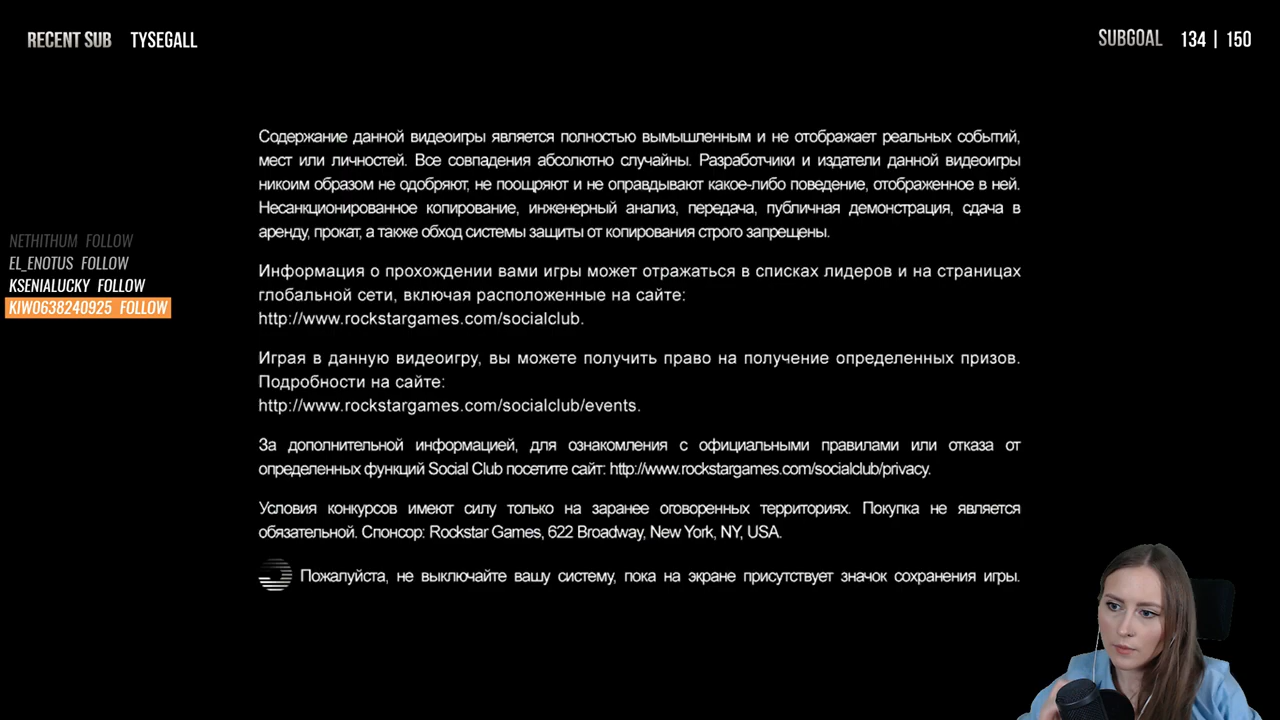 RECENT SUB TYSEGALL
SUBGOAL 134 | 150
Содержание данной видеоигры является полностью вымышленным и не отображает реальных событий,
мест или личностей. Все совпадения абсолютно случайны. Разработчики и издатели данной видеоигры
никоим образом не одобряют, не поощряют и не оправдывают какое-либо поведение, отображенное в ней.
Несанкционированное копирование, инженерный анализ, передача, публичная демонстрация, сдача в
аренду, прокат, а также обход системы защиты от копирования строго запрещены.
NETHITHUM FOLLOW
EL_ENOTUS FOLLOW
KSENIALUCKY FOLLOW
KIW0638240925 FOLLOW
Информация о прохождении вами игры может отражаться в списках лидеров и на страницах
глобальной сети, включая расположенные на сайте:
http://www.rockstargames.com/socialclub.
Играя в данную видеоигру, вы можете получить право на получение определенных призов.
Подробности на сайте:
http://www.rockstargames.com/socialclub/events.
За дополнительной информацией, для ознакомления с официальными правилами или отказа от
определенных функций Social Club посетите сайт: http://www.rockstargames.com/socialclub/privacy.
Условия конкурсов имеют силу только на заранее оговоренных территориях. Покупка не является
обязательной. Спонсор: Rockstar Games, 622 Broadway, New York, NY, USA.
Пожалуйста, не выключайте вашу систему, пока на экране присутствует значок сохранения игры.